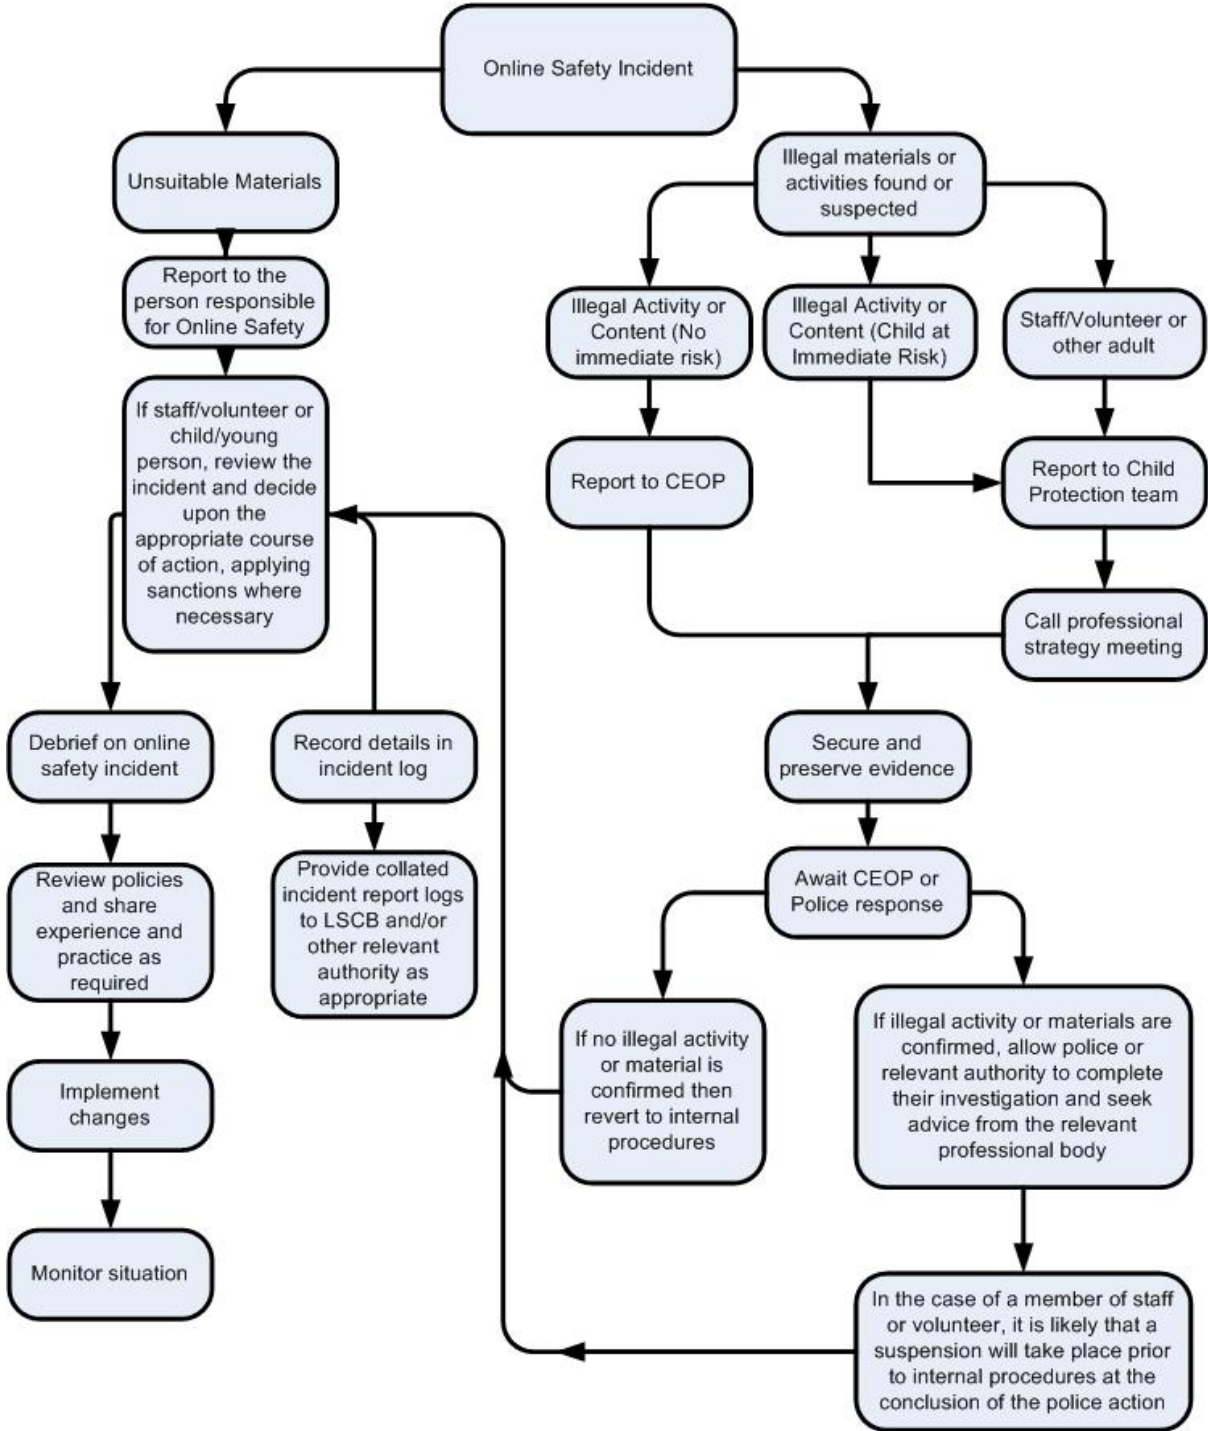 Online Safety Incident
Unsuitable Materials
Illegal materials or
activities found or
suspected
Report to the
person responsible
for Online Safety
Illegal Activity or
Content (No
immediate risk)
Illegal Activity or
Content (Child at
Immediate Risk)
Staff/Volunteer or
other adult
If staff/volunteer or
child/young
person, review the
incident and decide
upon the
appropriate course
of action, applying
sanctions where
necessary
Report to CEOP
Report to Child
Protection team
Call professional
strategy meeting
Debrief on online
safety incident
Record details in
incident log
Secure and
preserve evidence
Review policies
and share
experience and
practice as
required
Provide collated
incident report logs
to LSCB and/or
other relevant
authority as
appropriate
Await CEOP or
Police response
If no illegal activity
or material is
confirmed then
revert to internal
procedures
If illegal activity or materials are
confirmed, allow police or
relevant authority to complete
their investigation and seek
advice from the relevant
professional body
Implement
changes
Monitor situation
In the case of a member of staff
or volunteer, it is likely that a
suspension will take place prior
to internal procedures at the
conclusion of the police action